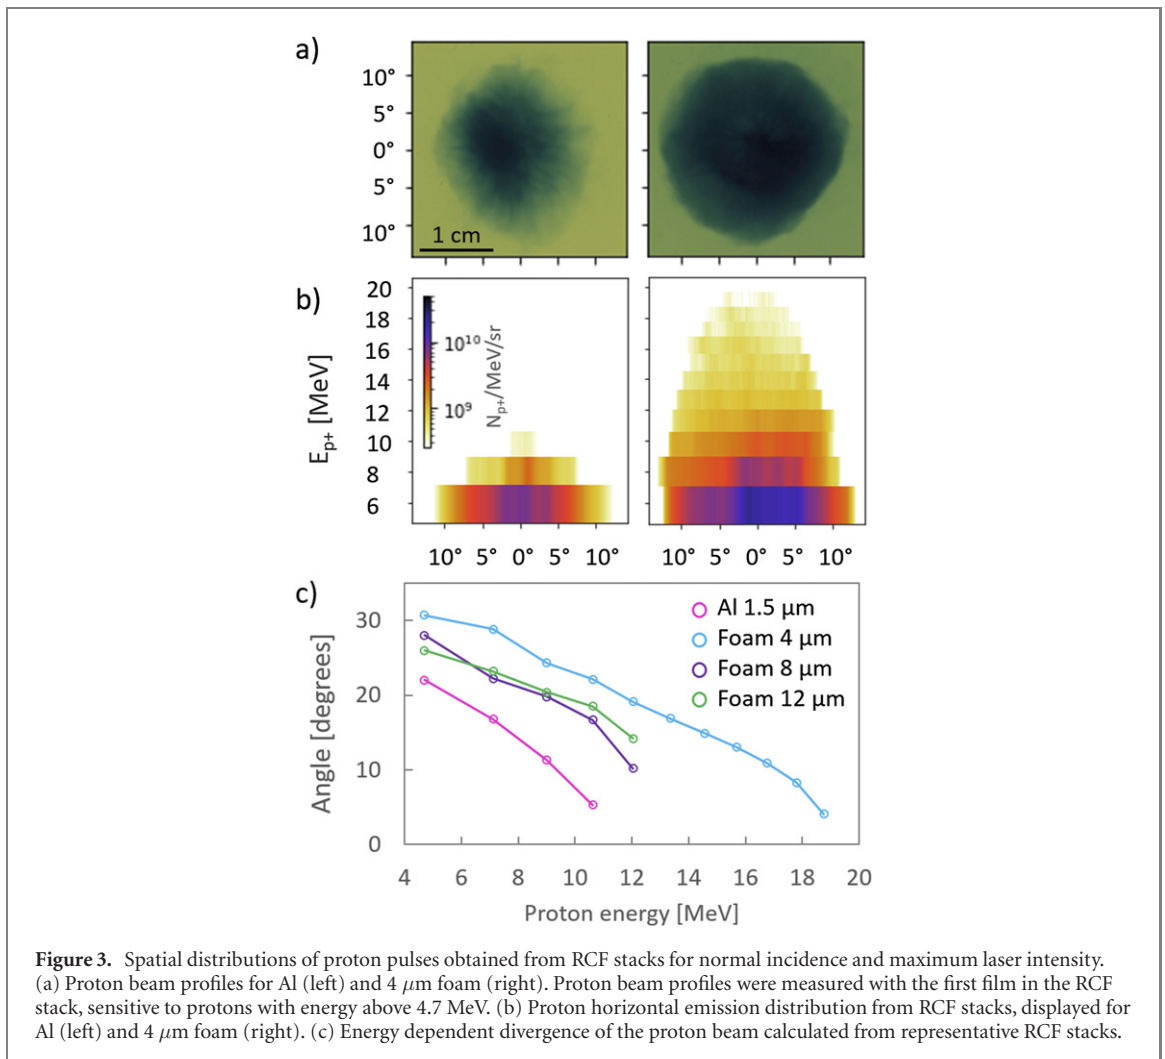 a)
10°
5°
0°
5°
10°
1 cm
b)
20
18
16
14
12
10
8
6
E_{p+} [MeV]
10^{10}
10^{9}
N_{p+}/MeV/sr
10° 5° 0° 5° 10° 10° 5° 0° 5° 10°
c)
30
20
10
0
Angle [degrees]
Al 1.5 μm
Foam 4 μm
Foam 8 μm
Foam 12 μm
4 6 8 10 12 14 16 18 20
Proton energy [MeV]
Figure 3. Spatial distributions of proton pulses obtained from RCF stacks for normal incidence and maximum laser intensity.
(a) Proton beam profiles for Al (left) and 4 μm foam (right). Proton beam profiles were measured with the first film in the RCF
stack, sensitive to protons with energy above 4.7 MeV. (b) Proton horizontal emission distribution from RCF stacks, displayed for
Al (left) and 4 μm foam (right). (c) Energy dependent divergence of the proton beam calculated from representative RCF stacks.